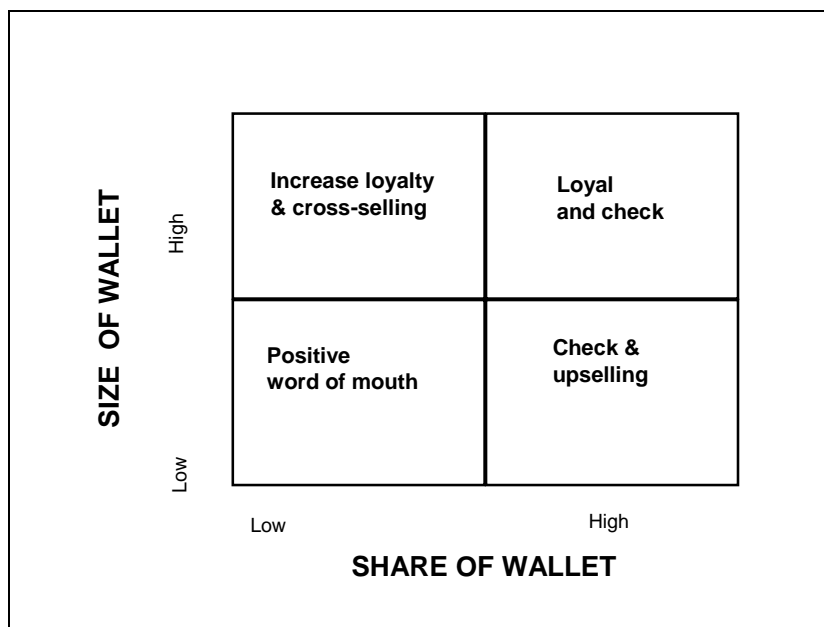 SIZE OF WALLET
High
Low
Increase loyalty
& cross-selling
Loyal
and check
Positive
word of mouth
Check &
upselling
Low
High
SHARE OF WALLET